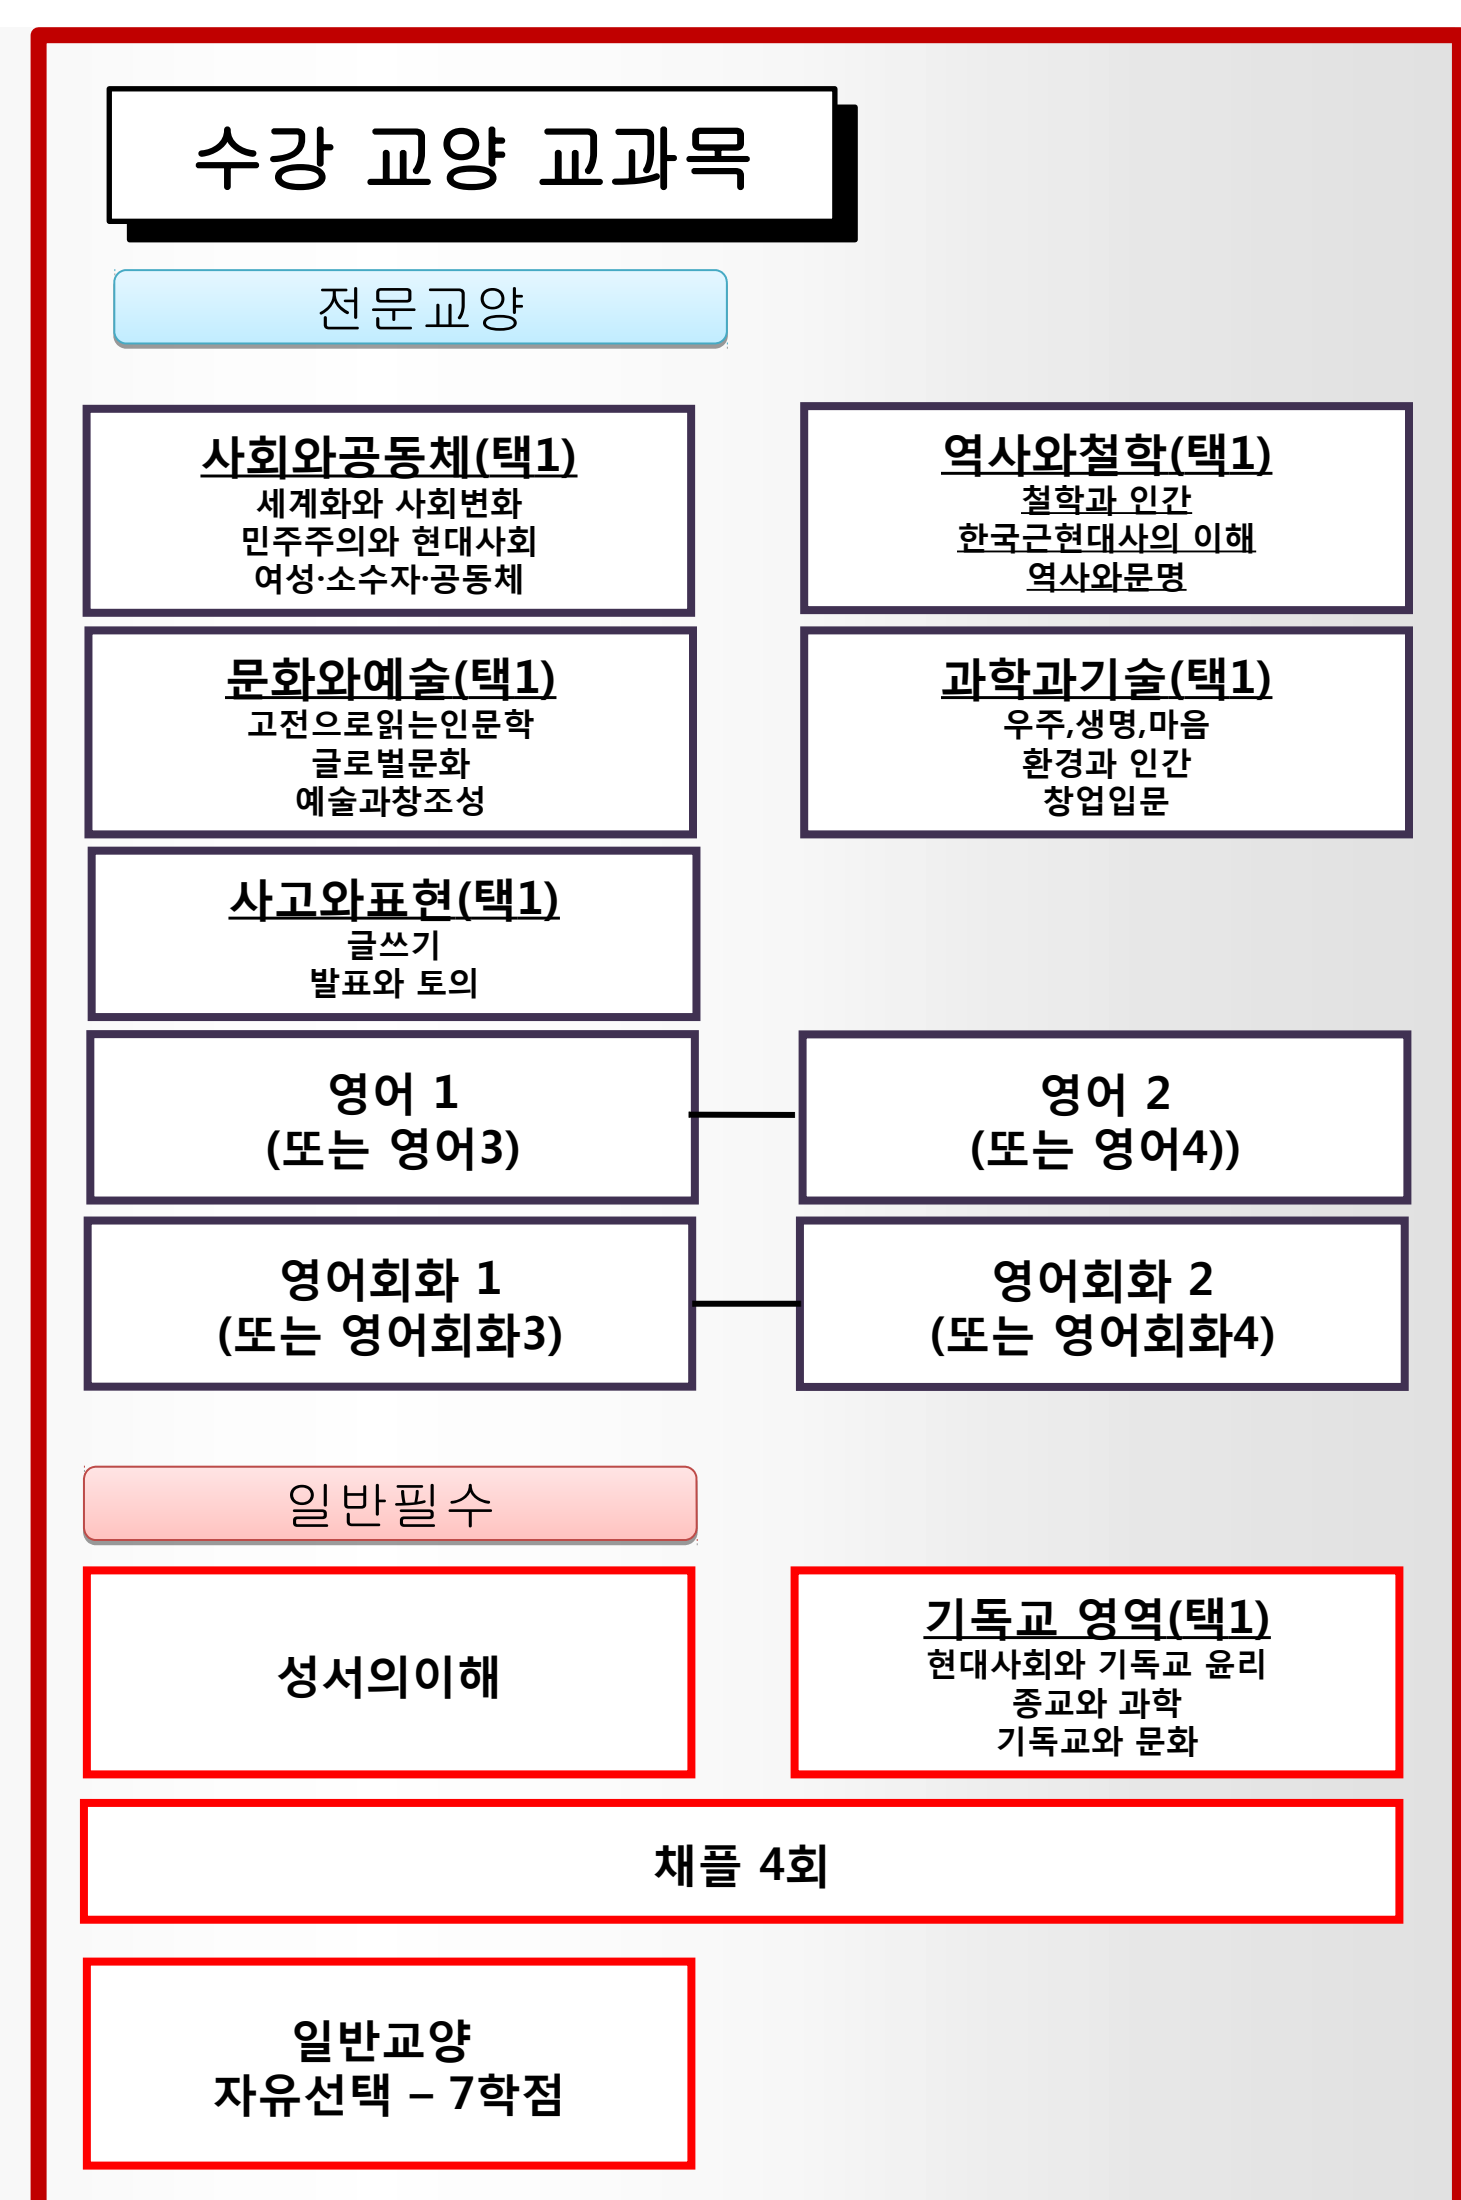 수강 교양 교과목
전문교양
사회와공동체(택1)
세계화와 사회변화
민주주의와 현대사회
여성·소수자·공동체
역사와철학(택1)
철학과 인간
한국근현대사의 이해
역사와문명
문화와예술(택1)
고전으로읽는인문학
글로벌문화
예술과창조성
과학과기술(택1)
우주,생명,마음
환경과 인간
창업입문
사고와표현(택1)
글쓰기
발표와 토의
영어 1
(또는 영어3)
영어 2
(또는 영어4))
영어회화 1
(또는 영어회화3)
영어회화 2
(또는 영어회화4)
일반필수
성서의이해
기독교 영역(택1)
현대사회와 기독교 윤리
종교와 과학
기독교와 문화
채플 4회
일반교양
자유선택 – 7학점